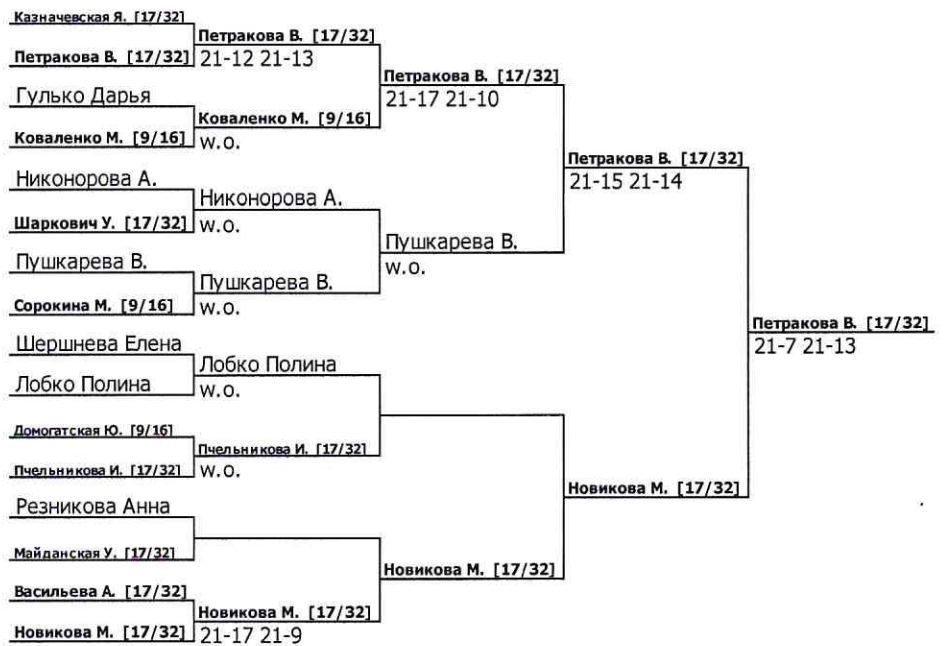 Казначевская Я. [17/32]
Петракова В. [17/32]
Петракова В. [17/32]
21-12 21-13
Петракова В. [17/32]
21-17 21-10
Гулько Дарья
Коваленко М. [9/16]
Коваленко М. [9/16]
w.o.
Петракова В. [17/32]
21-15 21-14
Никонорова А.
Никонорова А.
Шаркович У. [17/32]
w.o.
Пушкарева В.
w.o.
Пушкарева В.
Пушкарева В.
Сорокина М. [9/16]
w.o.
Петракова В. [17/32]
21-7 21-13
Шершнева Елена
Лобко Полина
Лобко Полина
w.o.
Домогатская Ю. [9/16]
Пчельникова И. [17/32]
Пчельникова И. [17/32]
w.o.
Новикова М. [17/32]
Резникова Анна
Майданская У. [17/32]
Новикова М. [17/32]
Васильева А. [17/32]
Новикова М. [17/32]
Новикова М. [17/32]
21-17 21-9